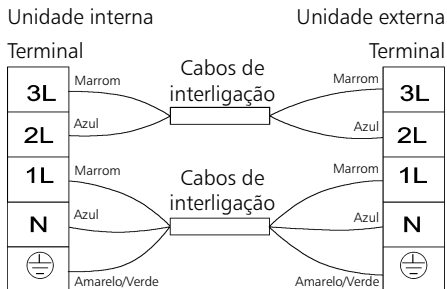 Unidade interna
Unidade externa
Terminal
Terminal
3L
Marrom
Cabos de
interligação
Marrom
3L
2L
Azul
Azul
2L
1L
Marrom
Cabos de
interligação
Marrom
1L
N
Azul
Azul
N
Amarelo/Verde
Amarelo/Verde